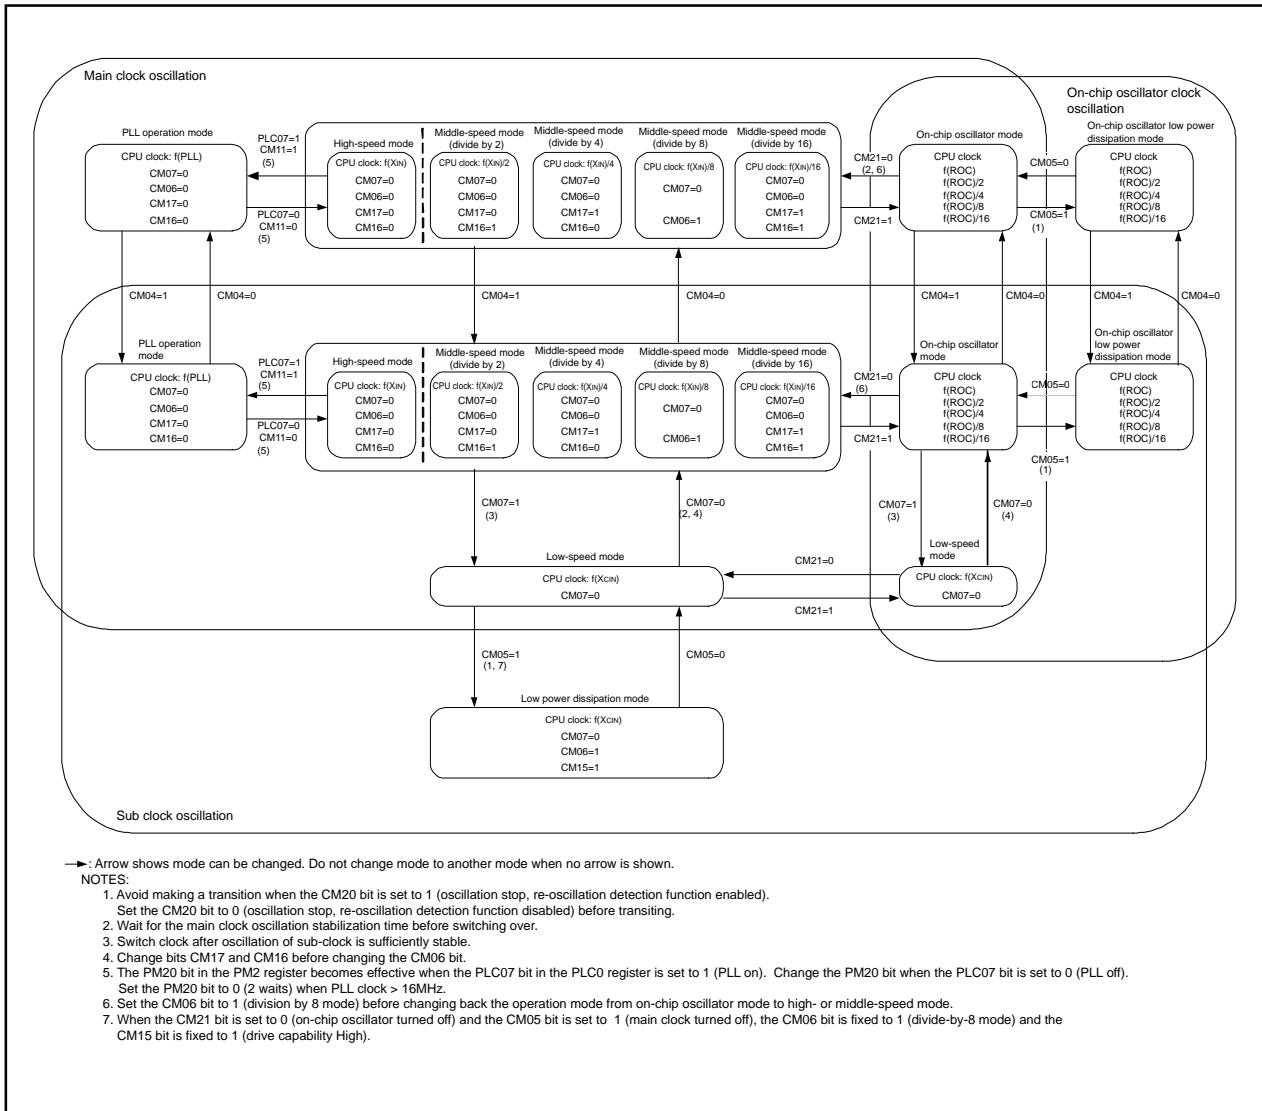 Main clock oscillation
On-chip oscillator clock
oscillation
PLL operation mode
CPU clock: f(PLL)
CM07=0
CM06=0
CM17=0
CM16=0
PLC07=1
CM11=1
(5)
PLC07=0
CM11=0
(5)
High-speed mode
CPU clock: f(XIN)
CM07=0
CM06=0
CM17=0
CM16=0
Middle-speed mode
(divide by 2)
CPU clock: f(XIN)/2
CM07=0
CM06=0
CM17=0
CM16=1
Middle-speed mode
(divide by 4)
CPU clock: f(XIN)/4
CM07=0
CM06=0
CM17=1
CM16=0
Middle-speed mode
(divide by 8)
CPU clock: f(XIN)/8
CM07=0
CM06=1
Middle-speed mode
(divide by 16)
CPU clock: f(XIN)/16
CM07=0
CM06=0
CM17=1
CM16=1
CM21=0
(2, 6)
CM21=1
On-chip oscillator mode
CPU clock
f(ROC)
f(ROC)/2
f(ROC)/4
f(ROC)/8
f(ROC)/16
CM05=0
CM05=1
(1)
On-chip oscillator low power
dissipation mode
CPU clock
f(ROC)
f(ROC)/2
f(ROC)/4
f(ROC)/8
f(ROC)/16
CM04=1
CM04=0
CM04=1
CM04=0
CM04=1
CM04=0
CM04=1
CM04=0
PLL operation
mode
CPU clock: f(PLL)
CM07=0
CM06=0
CM17=0
CM16=0
PLC07=1
CM11=1
(5)
PLC07=0
CM11=0
(5)
High-speed mode
CPU clock: f(XIN)
CM07=0
CM06=0
CM17=0
CM16=0
Middle-speed mode
(divide by 2)
CPU clock: f(XIN)/2
CM07=0
CM06=0
CM17=0
CM16=1
Middle-speed mode
(divide by 4)
CPU clock: f(XIN)/4
CM07=0
CM06=0
CM17=1
CM16=0
Middle-speed mode
(divide by 8)
CPU clock: f(XIN)/8
CM07=0
CM06=1
Middle-speed mode
(divide by 16)
CPU clock: f(XIN)/16
CM07=0
CM06=0
CM17=1
CM16=1
CM21=0
(6)
CM21=1
On-chip oscillator
mode
CPU clock
f(ROC)
f(ROC)/2
f(ROC)/4
f(ROC)/8
f(ROC)/16
CM05=0
CM05=1
(1)
On-chip oscillator
low power
dissipation mode
CPU clock
f(ROC)
f(ROC)/2
f(ROC)/4
f(ROC)/8
f(ROC)/16
CM07=1
(3)
CM07=0
(2, 4)
CM07=1
(3)
CM07=0
(4)
Low-speed mode
CPU clock: f(XCIN)
CM07=0
CM21=0
CM21=1
Low-speed
mode
CPU clock: f(XCIN)
CM07=0
CM05=1
(1, 7)
CM05=0
Low power dissipation mode
CPU clock: f(XCIN)
CM07=0
CM06=1
CM15=1
Sub clock oscillation
: Arrow shows mode can be changed. Do not change mode to another mode when no arrow is shown.
NOTES:
1. Avoid making a transition when the CM20 bit is set to 1 (oscillation stop, re-oscillation detection function enabled).
Set the CM20 bit to 0 (oscillation stop, re-oscillation detection function disabled) before transiting.
2. Wait for the main clock oscillation stabilization time before switching over.
3. Switch clock after oscillation of sub-clock is sufficiently stable.
4. Change bits CM17 and CM16 before changing the CM06 bit.
5. The PM20 bit in the PM2 register becomes effective when the PLC07 bit in the PLC0 register is set to 1 (PLL on). Change the PM20 bit when the PLC07 bit is set to 0 (PLL off).
Set the PM20 bit to 0 (2 waits) when PLL clock > 16MHz.
6. Set the CM06 bit to 1 (division by 8 mode) before changing back the operation mode from on-chip oscillator mode to high- or middle-speed mode.
7. When the CM21 bit is set to 0 (on-chip oscillator turned off) and the CM05 bit is set to 1 (main clock turned off), the CM06 bit is fixed to 1 (divide-by-8 mode) and the
CM15 bit is fixed to 1 (drive capability High).